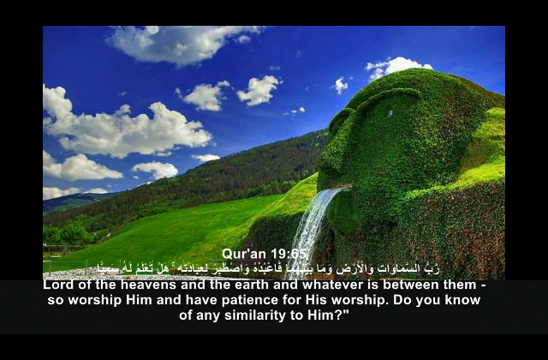 Qur'an 19:65
رَبُّ السَّمَاوَاتِ وَالْأَرْضِ وَمَا بَيْنَهُمَا فَاعْبُدْهُ وَاصْطَبِرْ لِعِبَادَتِهِ ۚ هَلْ تَعْلَمُ لَهُ سَمِيًّا
Lord of the heavens and the earth and whatever is between them -
so worship Him and have patience for His worship. Do you know
of any similarity to Him?"